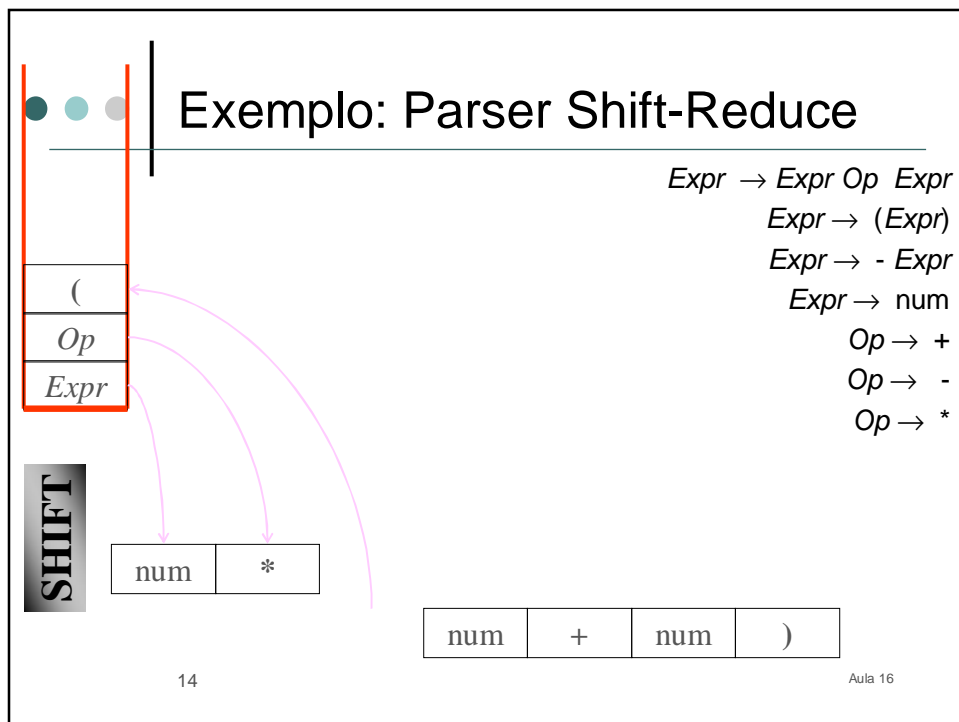 Exemplo: Parser Shift-Reduce
Expr → Expr Op Expr
Expr → (Expr)
Expr → - Expr
Expr → num
Op → +
Op → -
Op → *
(
Op
Expr
SHIFT
num *
num + num )
14
Aula 16